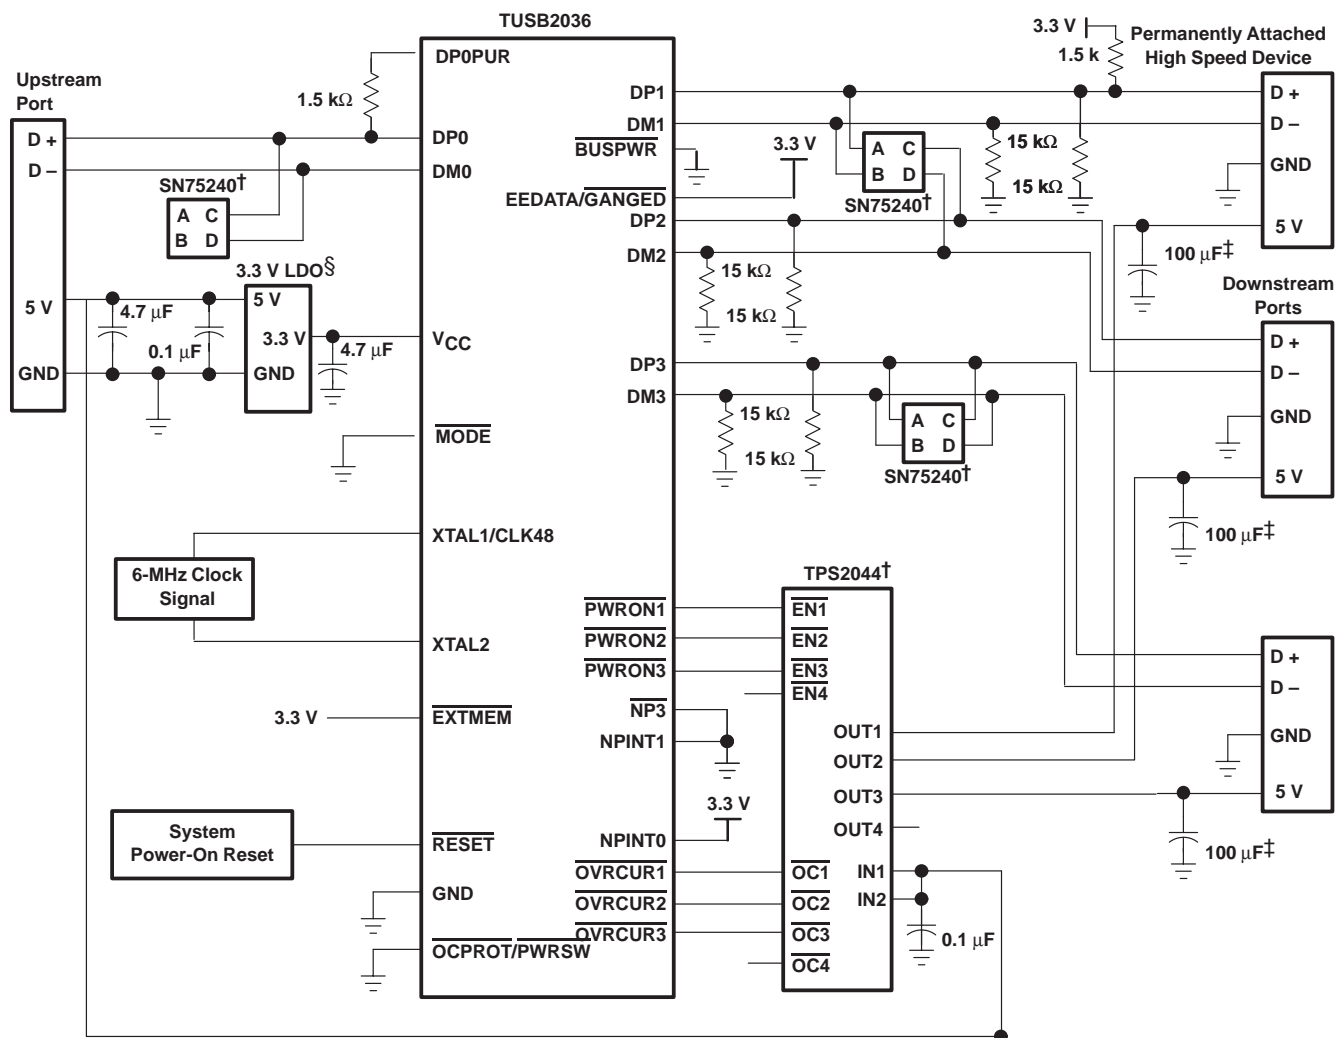 TUSB2036
Upstream
Port
D +
D –
5 V
GND
1.5 kΩ
SN75240†
A C
B D
3.3 V LDO§
5 V
3.3 V
GND
4.7 μF
0.1 μF
4.7 μF
6-MHz Clock
Signal
3.3 V
System
Power-On Reset
DP0PUR
DP0
DM0
VCC
MODE
XTAL1/CLK48
XTAL2
EXTMEM
RESET
GND
OCPROT/PWRSW
DP1
DM1
BUSPWR
EEDATA/GANGED
DP2
DM2
DP3
DM3
PWRON1
PWRON2
PWRON3
NP3
NPINT1
NPINT0
OVRCUR1
OVRCUR2
OVRCUR3
3.3 V
A C
B D
SN75240†
15 kΩ
15 kΩ
3.3 V
1.5 k
15 kΩ
15 kΩ
15 kΩ
15 kΩ
A C
B D
SN75240†
3.3 V
TPS2044†
EN1
EN2
EN3
EN4
OUT1
OUT2
OUT3
OUT4
OC1
OC2
OC3
OC4
IN1
IN2
0.1 μF
Permanently Attached
High Speed Device
D +
D –
GND
5 V
100 μF‡
Downstream
Ports
D +
D –
GND
5 V
100 μF‡
D +
D –
GND
5 V
100 μF‡